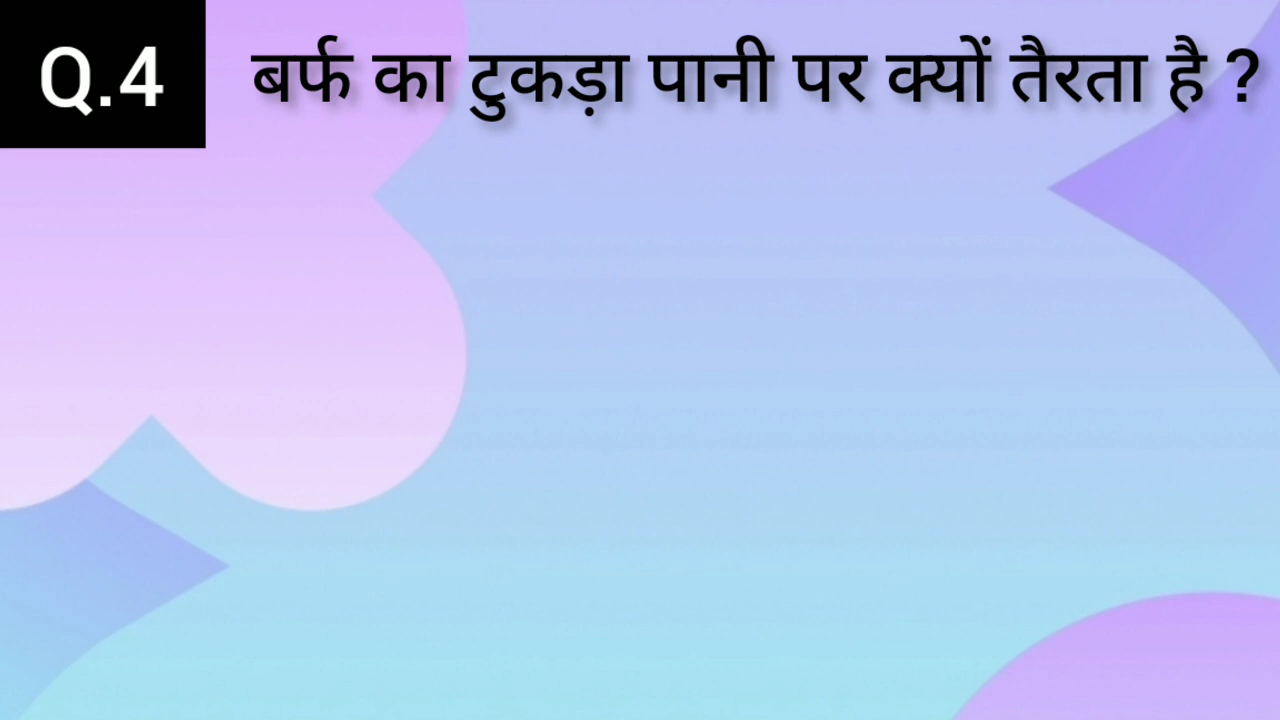 Q.4 बर्फ का टुकड़ा पानी पर क्यों तैरता है ?